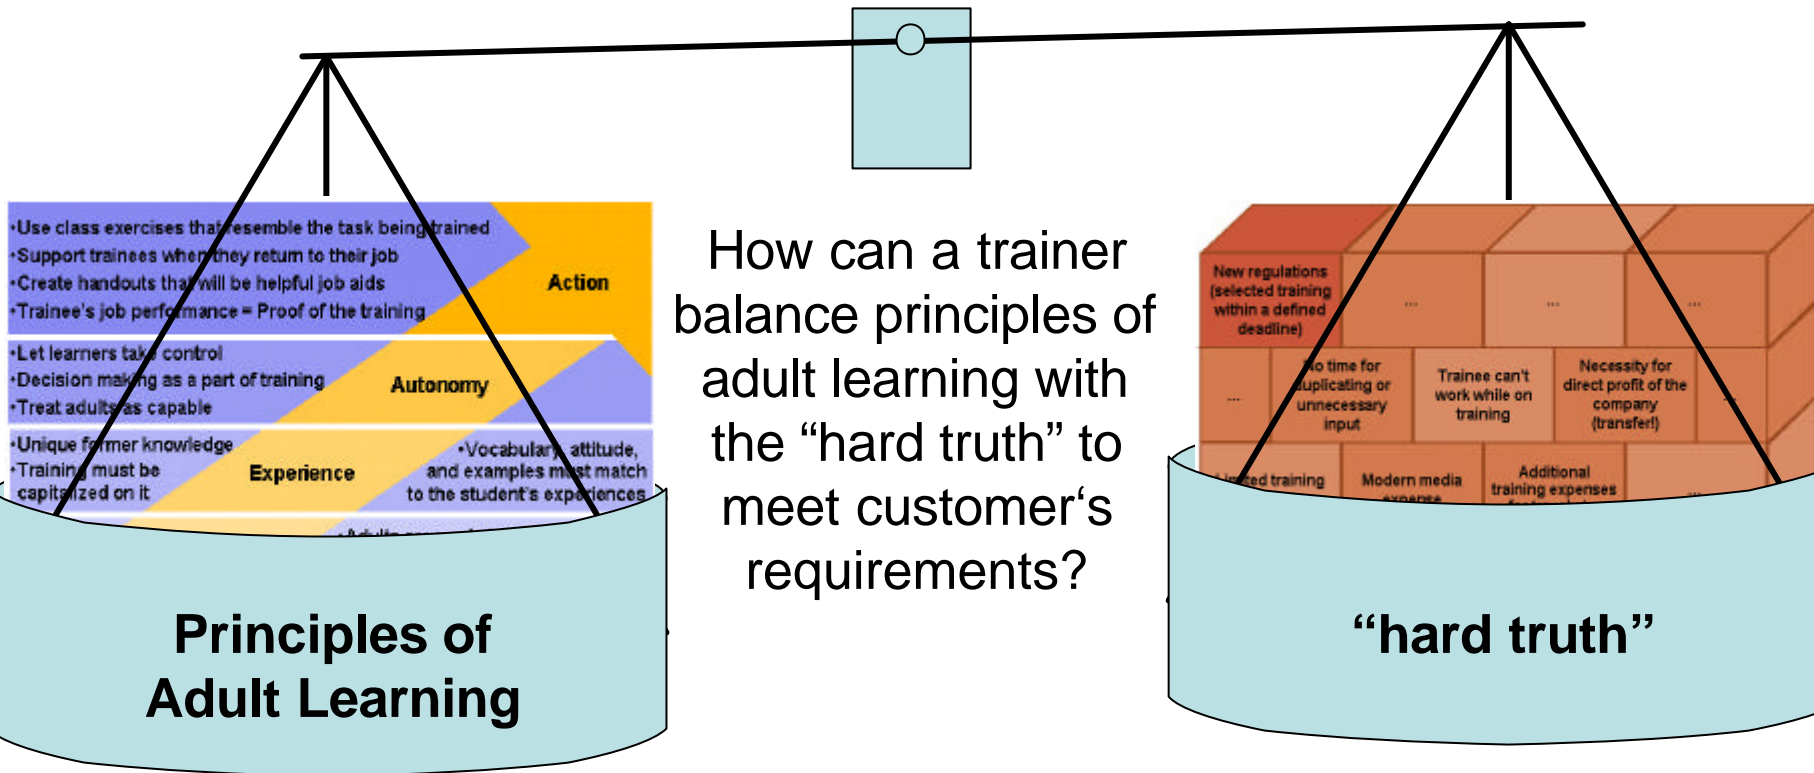 •Use class exercises that resemble the task being trained
•Support trainees when they return to their job
•Create handouts that will be helpful job aids
•Trainee's job performance = Proof of the training
Action
•Let learners take control
•Decision making as a part of training
•Treat adults as capable
Autonomy
•Unique former knowledge
•Training must be
capitalized on it
Experience
•Vocabulary, attitude,
and examples must match
to the student's experiences
Principles of
Adult Learning
How can a trainer
balance principles of
adult learning with
the “hard truth” to
meet customer‘s
requirements?
New regulations
(selected training
within a defined
deadline)
...
...
...
...
No time for
duplicating or
unnecessary
input
Trainee can't
work while on
training
Necessity for
direct profit of the
company
(transfer!)
...
Limited training
Modern media
expense
Additional
training expenses
...
“hard truth”